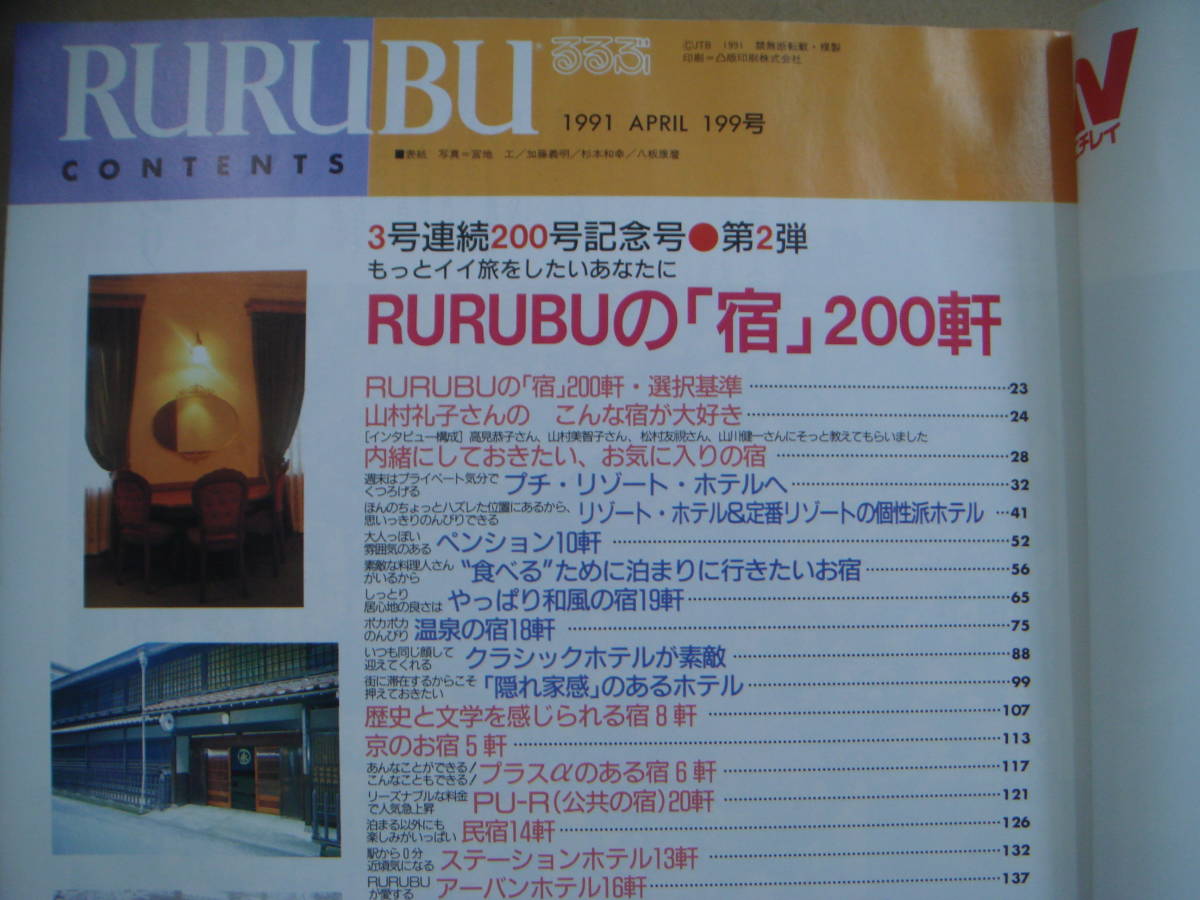 RURUBU るるぶ
©JTB 1991 禁無断転載・複製
印刷=凸版印刷株式会社
1991 APRIL 199号
CONTENTS
■表紙 写真=宮地 工/加藤義明/杉本和幸/八板康麿
3号連続200号記念号●第2弾
もっとイイ旅をしたいあなたに
RURUBUの「宿」200軒
RURUBUの「宿」200軒・選択基準 23
山村礼子さんの こんな宿が大好き 24
[インタビュー構成] 高見恭子さん、山村美智子さん、松村友視さん、山川健一さんにそっと教えてもらいました
内緒にしておきたい、お気に入りの宿 28
週末はプライベート気分で
くつろげる
プチ・リゾート・ホテルへ 32
ほんのちょっとハズレた位置にあるから、
思いっきりのんびりできる
リゾート・ホテル&定番リゾートの個性派ホテル 41
大人っぽい
雰囲気のある
ペンション10軒 52
素敵な料理人さん
がいるから
“食べる”ために泊まりに行きたいお宿 56
しっとり
居心地の良さは
やっぱり和風の宿19軒 65
ポカポカ
のんびり
温泉の宿18軒 75
いつも同じ顔して
迎えてくれる
クラシックホテルが素敵 88
街に滞在するからこそ
押えておきたい
「隠れ家感」のあるホテル 99
歴史と文学を感じられる宿8軒 107
京のお宿5軒 113
あんなことができる!
こんなこともできる!
プラスαのある宿6軒 117
リーズナブルな料金
で人気急上昇
PU-R(公共の宿)20軒 121
泊まる以外にも
楽しみがいっぱい
民宿14軒 126
駅から0分
近頃気になる
ステーションホテル13軒 132
RURUBU
が愛する
アーバンホテル16軒 137
チレイ